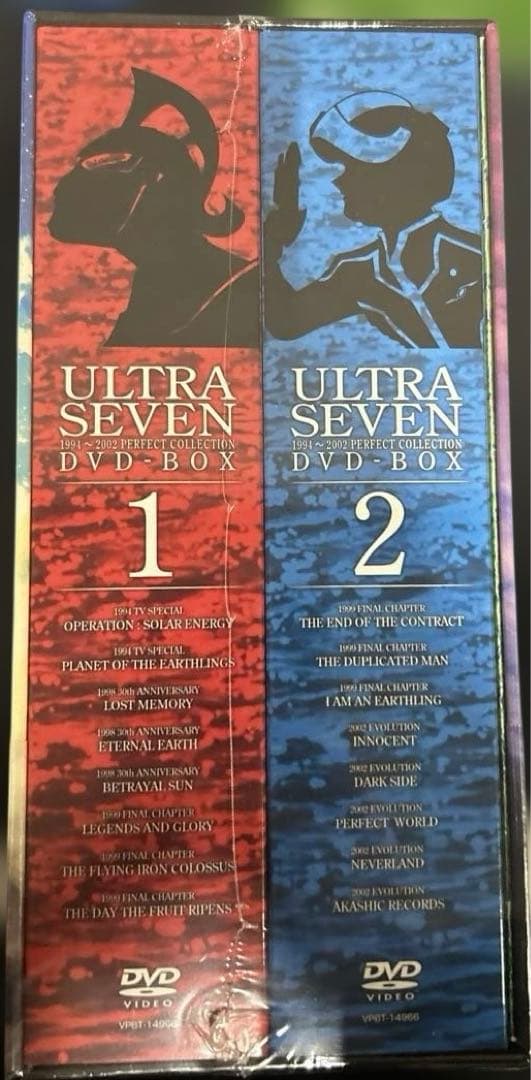 ULTRA
SEVEN
1994～2002 PERFECT COLLECTION
DVD-BOX
1
1994 TV SPECIAL
OPERATION : SOLAR ENERGY
1994 TV SPECIAL
PLANET OF THE EARTHLINGS
1998 30th ANNIVERSARY
LOST MEMORY
1998 30th ANNIVERSARY
ETERNAL EARTH
1998 30th ANNIVERSARY
BETRAYAL SUN
1999 FINAL CHAPTER
LEGENDS AND GLORY
1999 FINAL CHAPTER
THE FLYING IRON COLOSSUS
1999 FINAL CHAPTER
THE DAY THE FRUIT RIPENS
DVD
VIDEO
VPBT-14966
ULTRA
SEVEN
1994～2002 PERFECT COLLECTION
DVD-BOX
2
1999 FINAL CHAPTER
THE END OF THE CONTRACT
1999 FINAL CHAPTER
THE DUPLICATED MAN
1999 FINAL CHAPTER
I AM AN EARTHLING
2002 EVOLUTION
INNOCENT
2002 EVOLUTION
DARK SIDE
2002 EVOLUTION
PERFECT WORLD
2002 EVOLUTION
NEVERLAND
2002 EVOLUTION
AKASHIC RECORDS
DVD
VIDEO
VPBT-14966